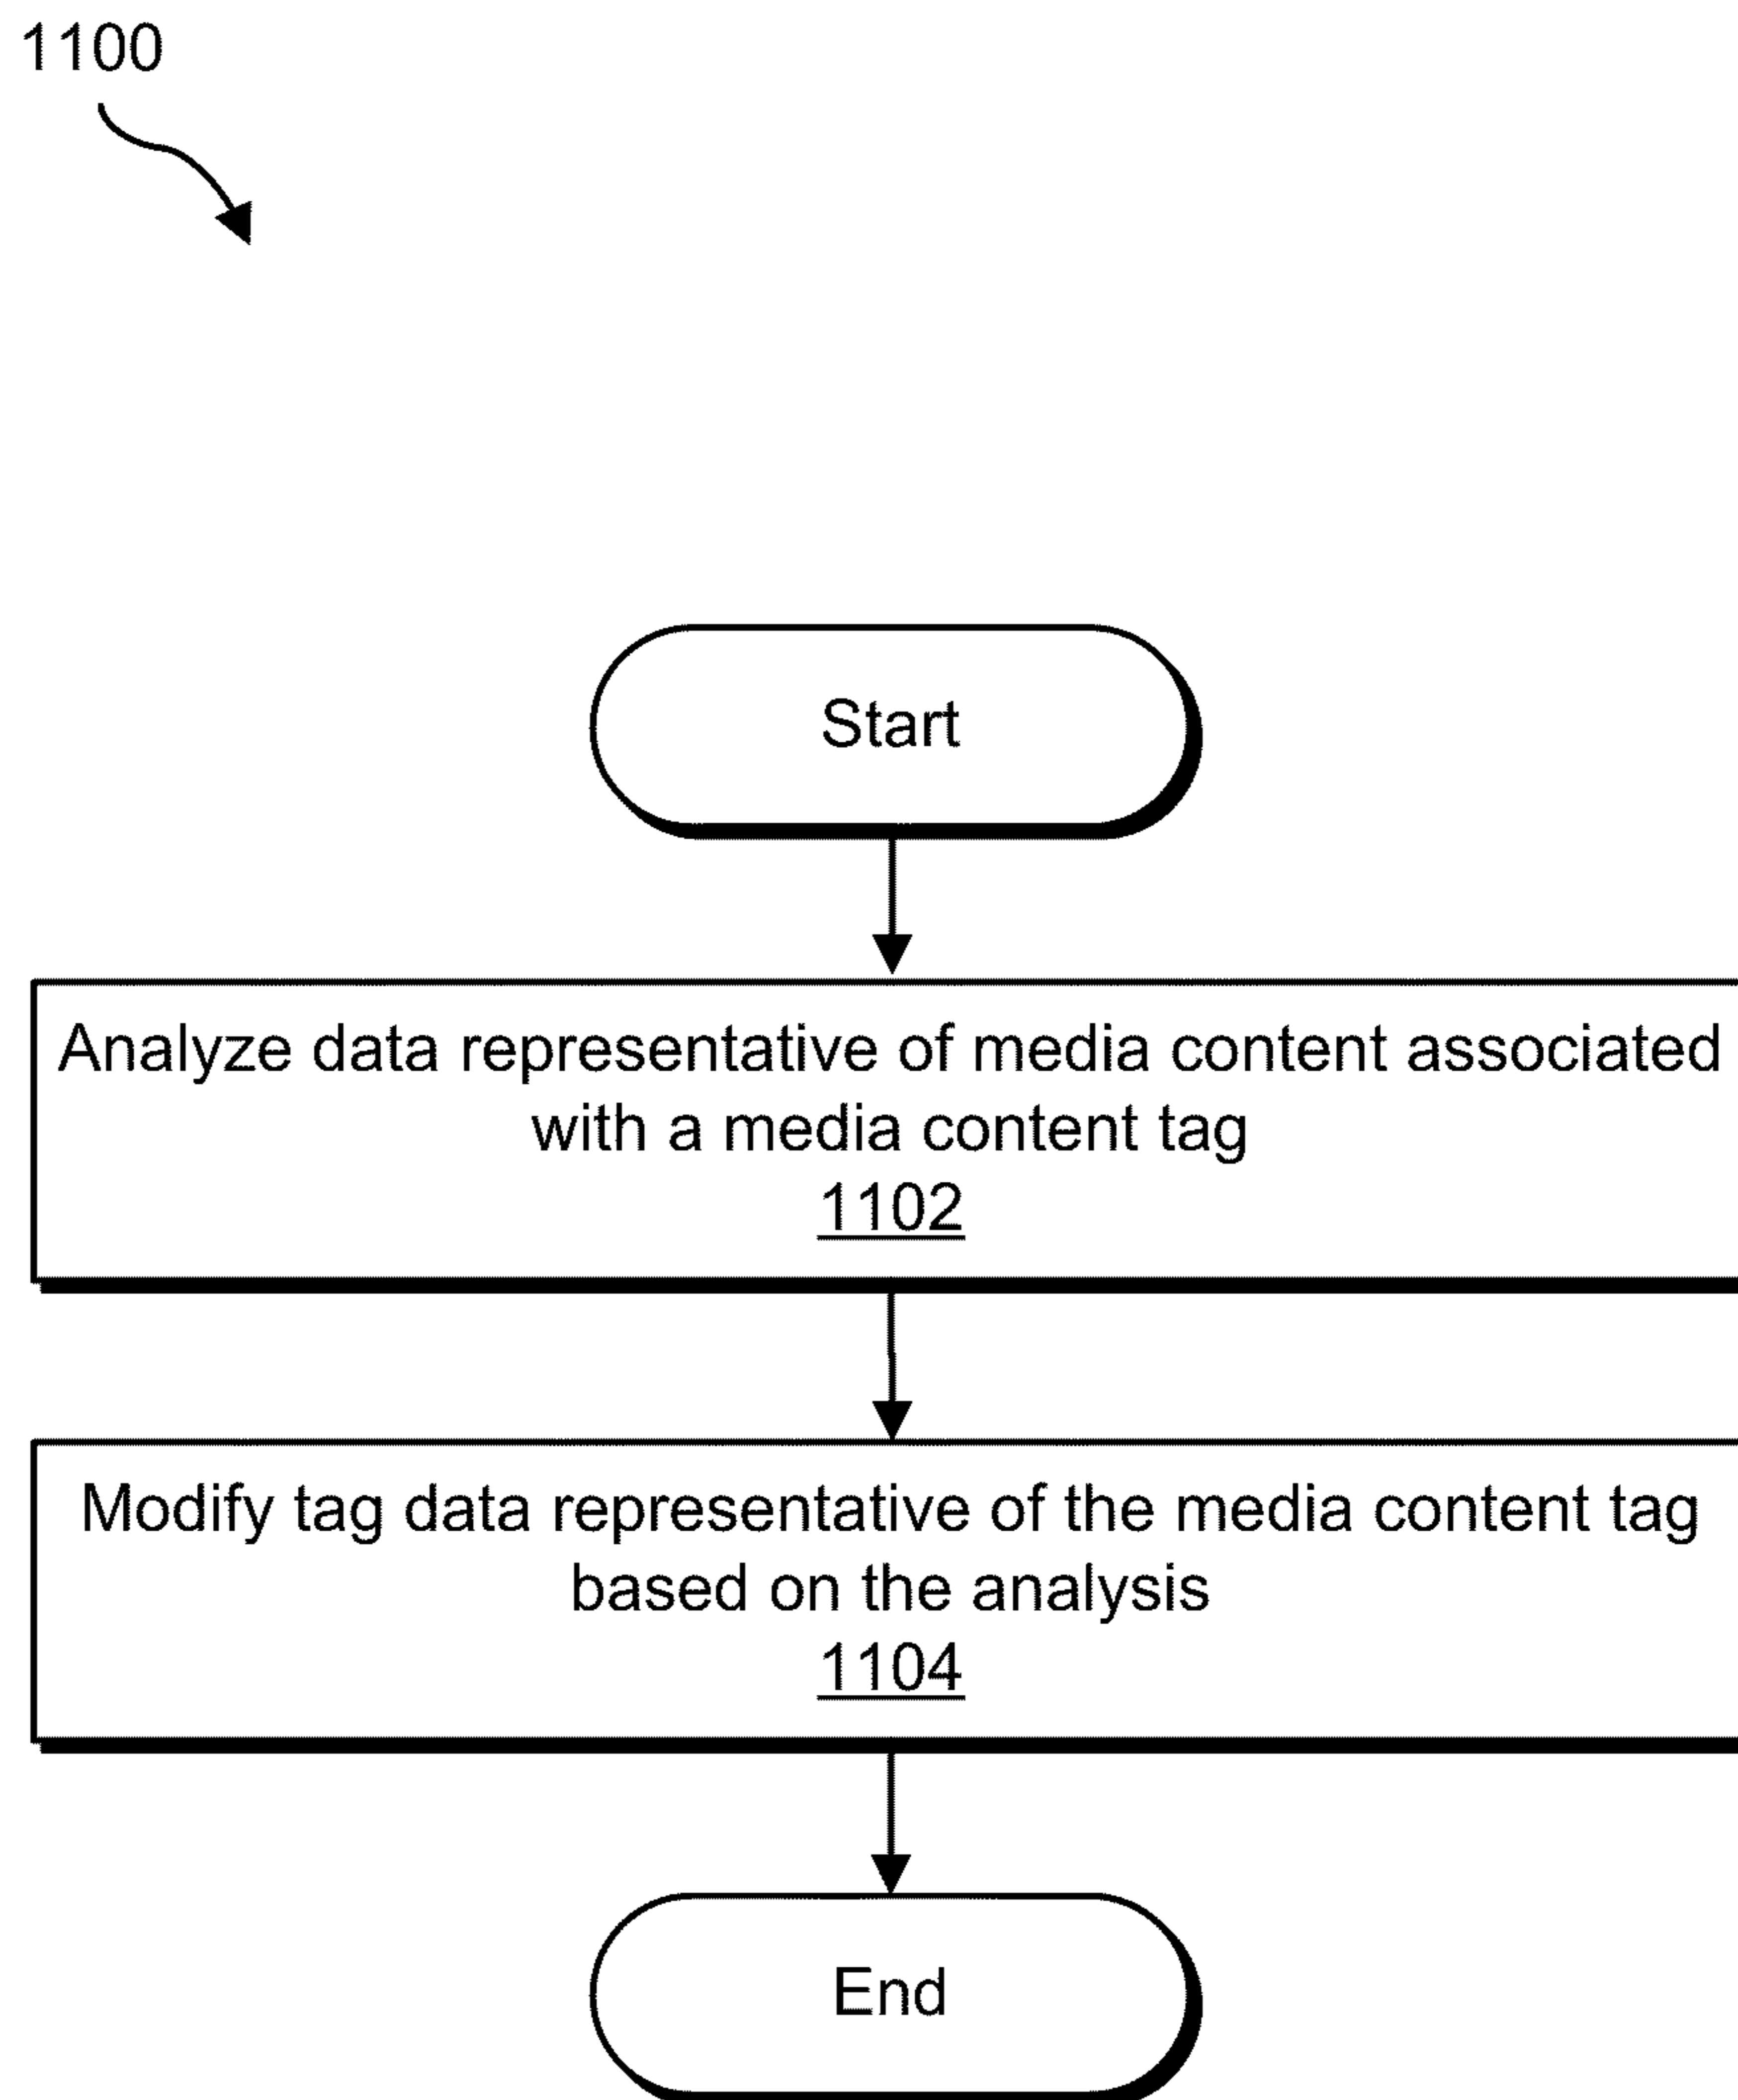 1100
Start
Analyze data representative of media content associated
with a media content tag
1102
Modify tag data representative of the media content tag
based on the analysis
1104
End